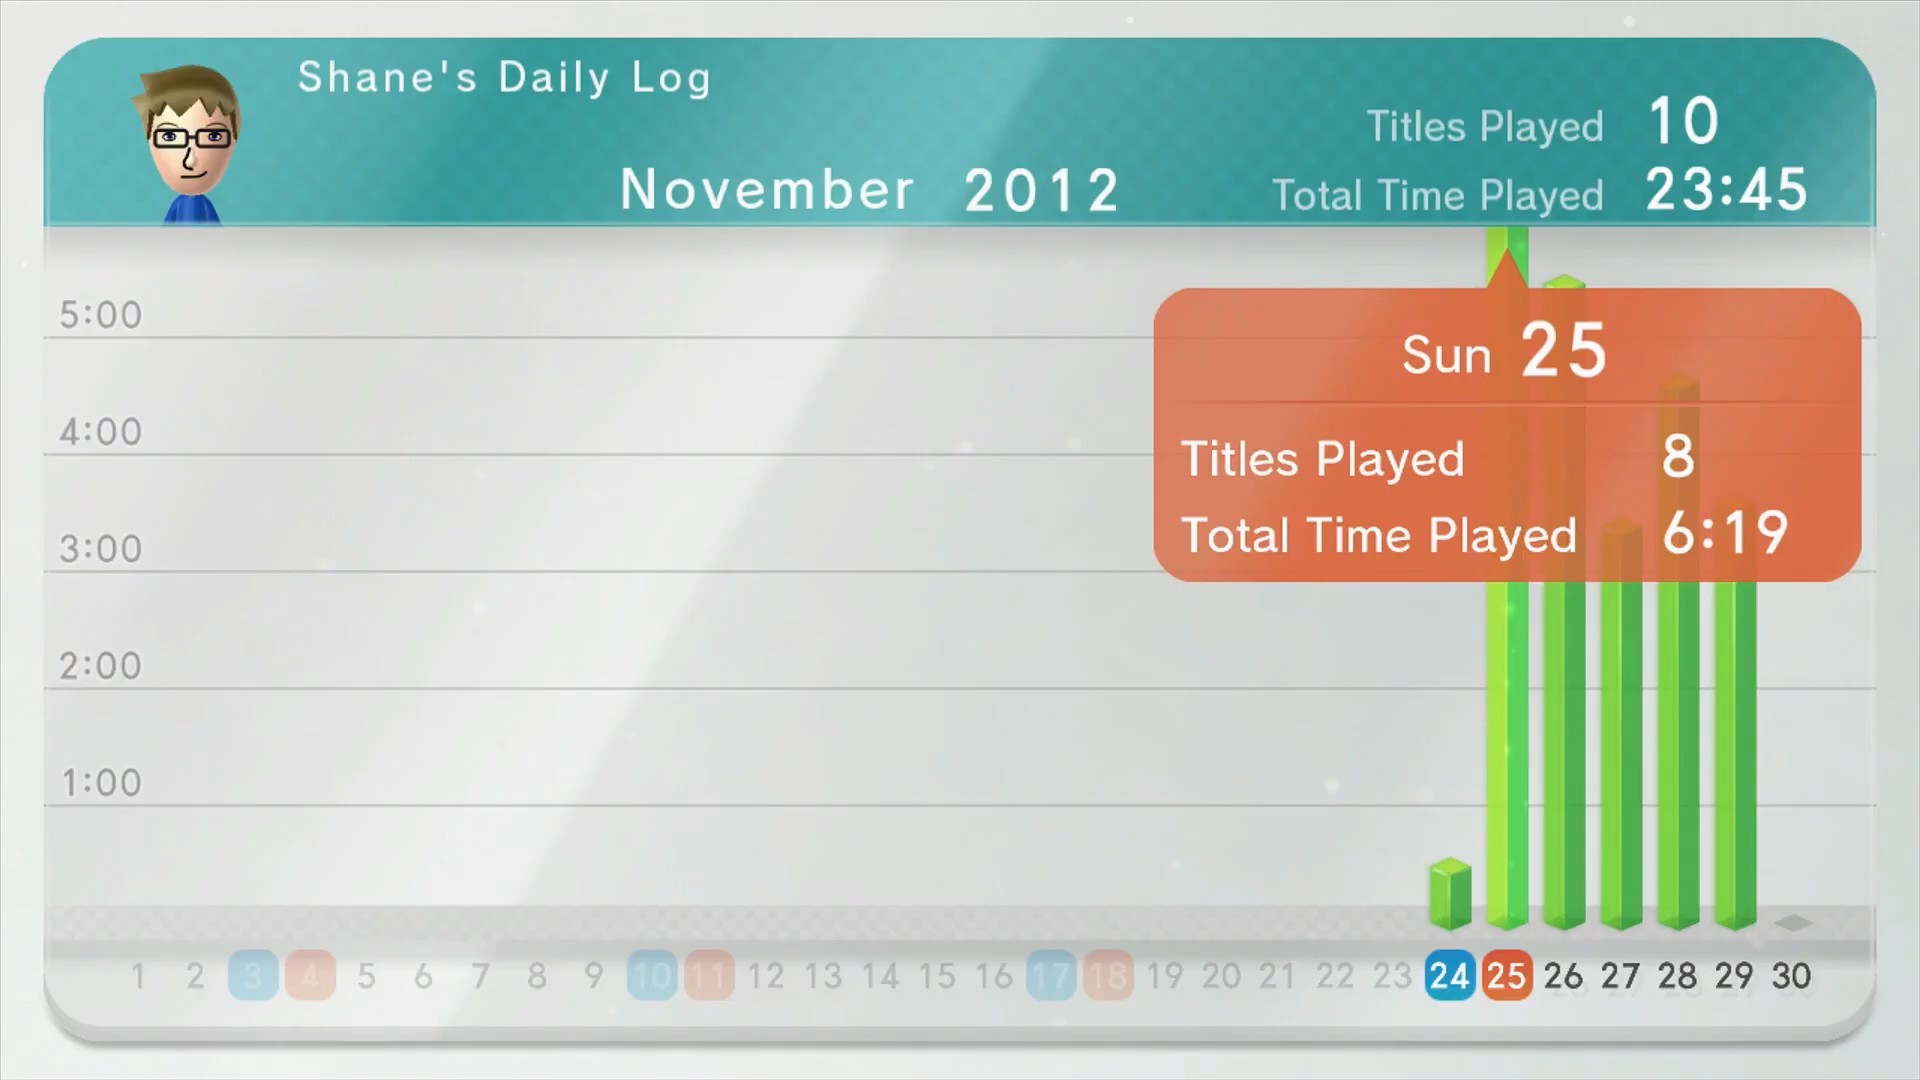 Shane's Daily Log
Titles Played 10
November 2012
Total Time Played 23:45
5:00
Sun 25
4:00
Titles Played 8
3:00
Total Time Played 6:19
2:00
1:00
1 2 3 4 5 6 7 8 9 10 11 12 13 14 15 16 17 18 19 20 21 22 23 24 25 26 27 28 29 30